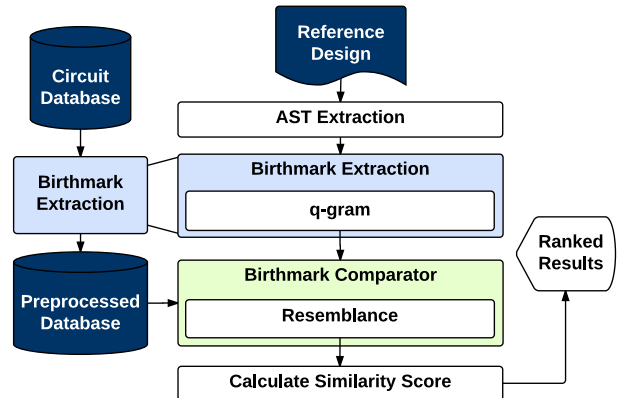 Reference
Design
Circuit
Database
AST Extraction
Birthmark
Extraction
Birthmark Extraction
q-gram
Ranked
Results
Preprocessed
Database
Birthmark Comparator
Resemblance
Calculate Similarity Score